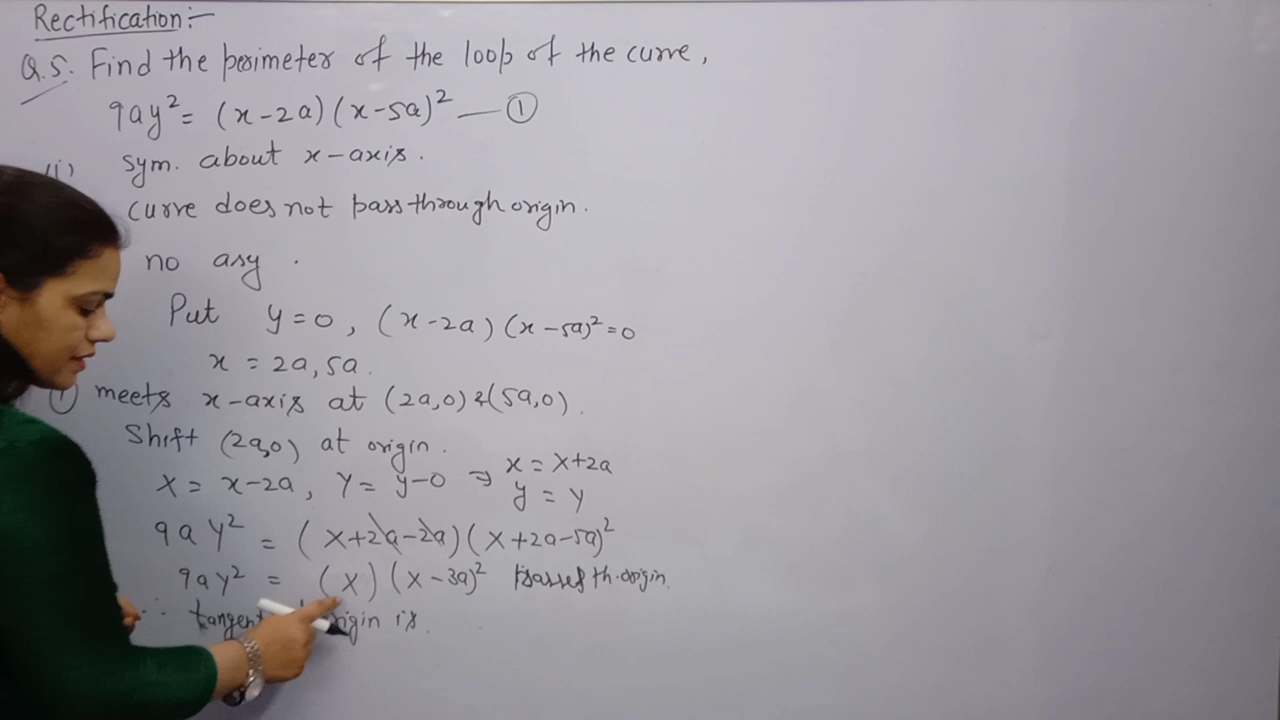 Rectification:-
Q.5. Find the perimeter of the loop of the curve,
9ay² = (x-2a)(x-5a)² — ①
(i) sym. about x-axis.
curve does not pass through origin.
no asy.
Put y=0, (x-2a)(x-5a)²=0
x = 2a, 5a.
① meets x-axis at (2a,0) & (5a,0).
Shift (2a,0) at origin.
X = x-2a, Y = y-0 ⇒ x = X+2a
y = Y
9aY² = (X+2a-2a)(X+2a-5a)²
9aY² = (X)(X-3a)² passes th. origin.
∴ tangent origin is.